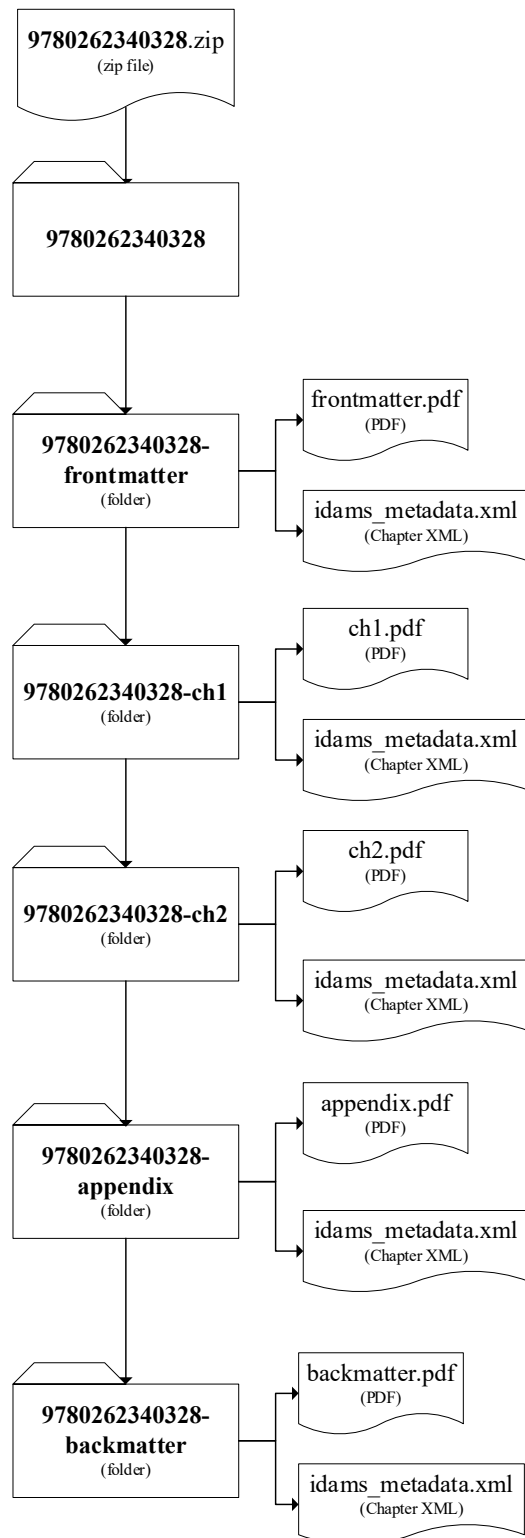 9780262340328.zip
(zip file)
9780262340328
9780262340328-
frontmatter
(folder)
frontmatter.pdf
(PDF)
idams_metadata.xml
(Chapter XML)
9780262340328-ch1
(folder)
ch1.pdf
(PDF)
idams_metadata.xml
(Chapter XML)
9780262340328-ch2
(folder)
ch2.pdf
(PDF)
idams_metadata.xml
(Chapter XML)
9780262340328-
appendix
(folder)
appendix.pdf
(PDF)
idams_metadata.xml
(Chapter XML)
9780262340328-
backmatter
(folder)
backmatter.pdf
(PDF)
idams_metadata.xml
(Chapter XML)